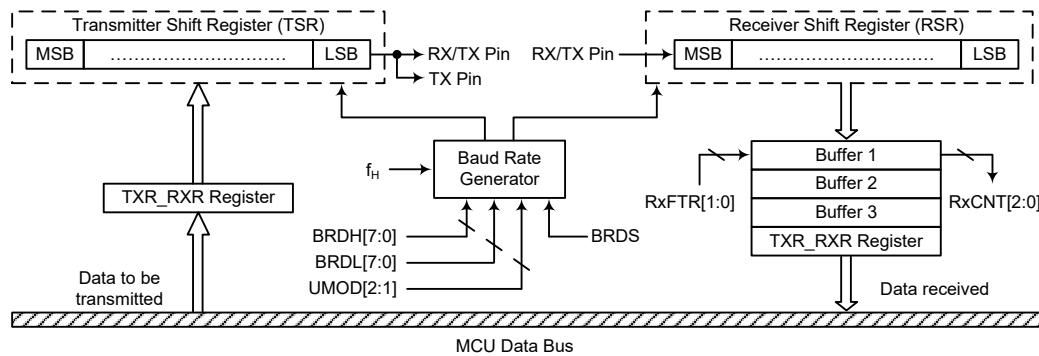 Transmitter Shift Register (TSR)
MSB ............................... LSB
RX/TX Pin
TX Pin
Receiver Shift Register (RSR)
RX/TX Pin
MSB ............................... LSB
fH
Baud Rate
Generator
BRDH[7:0]
BRDL[7:0]
UMOD[2:1]
BRDS
TXR_RXR Register
Data to be
transmitted
Buffer 1
Buffer 2
Buffer 3
TXR_RXR Register
RxFTR[1:0]
RxCNT[2:0]
Data received
MCU Data Bus